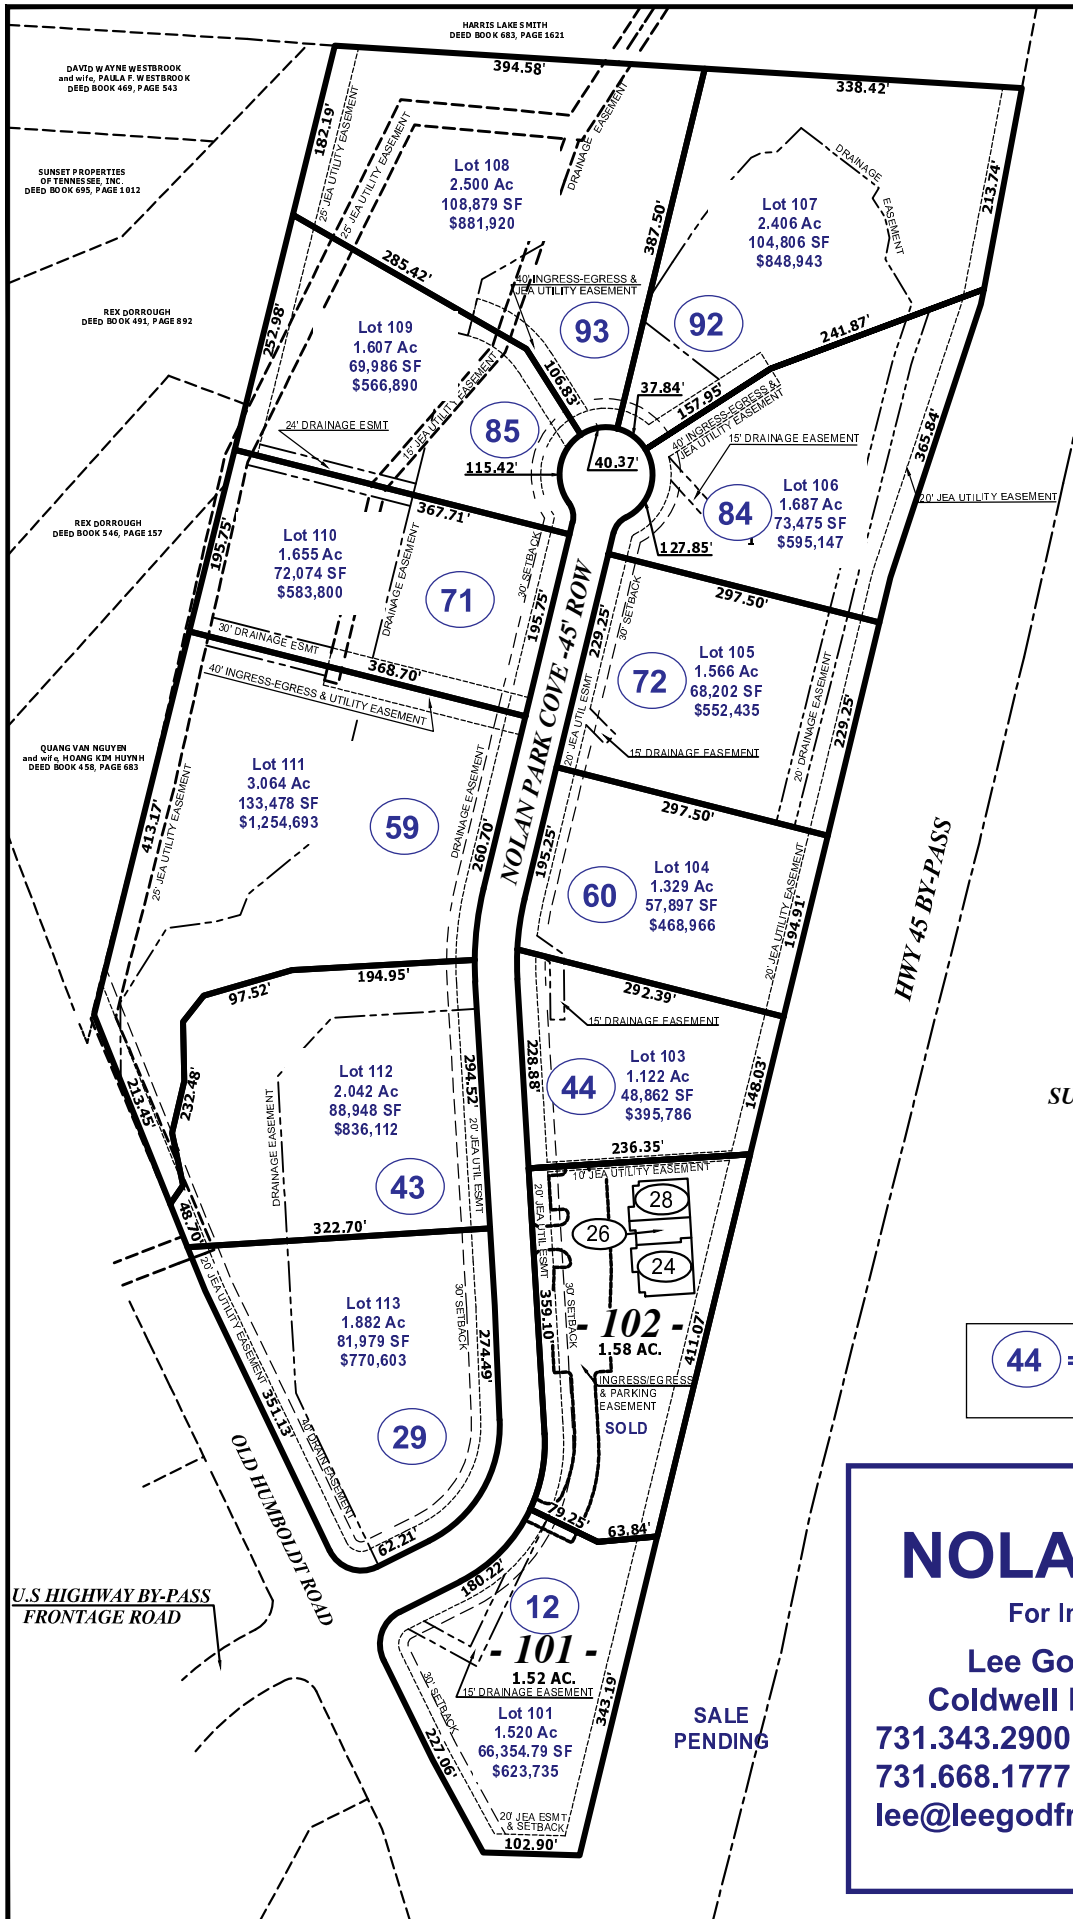 HARRIS LAKE SMITH
DEED BOOK 683, PAGE 1621
DAVID WAYNE WESTBROOK
and wife, PAULA F. WESTBROOK
DEED BOOK 469, PAGE 543
SUNSET PROPERTIES
OF TENNESSEE, INC.
DEED BOOK 695, PAGE 1012
REX DORROUGH
DEED BOOK 491, PAGE 892
REX DORROUGH
DEED BOOK 546, PAGE 157
QUANG VAN NGUYEN
and wife, HOANG KIM HUYNH
DEED BOOK 458, PAGE 683
394.58'
338.42'
182.19'
25' JEA UTILITY EASEMENT
25' JEA UTILITY EASEMENT
DRAINAGE EASEMENT
Lot 108
2.500 Ac
108,879 SF
$881,920
387.50'
DRAINAGE
EASEMENT
213.74'
Lot 107
2.406 Ac
104,806 SF
$848,943
285.42'
40' INGRESS-EGRESS &
JEA UTILITY EASEMENT
93
92
241.87'
252.98'
Lot 109
1.607 Ac
69,986 SF
$566,890
106.83'
37.84'
157.95'
40' INGRESS-EGRESS &
JEA UTILITY EASEMENT
15' JEA UTILITY EASEMENT
24' DRAINAGE ESMT
85
115.42'
40.37'
15' DRAINAGE EASEMENT
365.84'
Lot 106
1.687 Ac
73,475 SF
$595,147
84
20' JEA UTILITY EASEMENT
367.71'
127.85'
195.75'
Lot 110
1.655 Ac
72,074 SF
$583,800
DRAINAGE EASEMENT
71
30' SETBACK
195.75'
NOLAN PARK COVE -45' ROW
229.25'
30' SETBACK
297.50'
30' DRAINAGE ESMT
368.70'
40' INGRESS-EGRESS & UTILITY EASEMENT
72
Lot 105
1.566 Ac
68,202 SF
$552,435
20' JEA UTIL ESMT
15' DRAINAGE EASEMENT
20' DRAINAGE EASEMENT
229.25'
Lot 111
3.064 Ac
133,478 SF
$1,254,693
59
413.17'
25' JEA UTILITY EASEMENT
DRAINAGE EASEMENT
260.70'
195.25'
297.50'
60
Lot 104
1.329 Ac
57,897 SF
$468,966
20' JEA UTILITY EASEMENT
194.91'
HWY 45 BY-PASS
97.52'
194.95'
292.39'
15' DRAINAGE EASEMENT
228.88'
44
Lot 103
1.122 Ac
48,862 SF
$395,786
148.03'
SU
213.45'
232.48'
Lot 112
2.042 Ac
88,948 SF
$836,112
DRAINAGE EASEMENT
294.52'
20' JEA UTIL ESMT
43
236.35'
10' JEA UTILITY EASEMENT
20' JEA UTIL ESMT
28
26
24
48.70'
322.70'
20' JEA UTILITY EASEMENT
Lot 113
1.882 Ac
81,979 SF
$770,603
30' SETBACK
274.49'
359.10'
30' SETBACK
- 102 -
1.58 AC.
411.07'
INGRESS/EGRESS
& PARKING
EASEMENT
SOLD
44 =
29
351.13'
40' DRAIN EASEMENT
OLD HUMBOLDT ROAD
62.21'
79.25'
63.84'
180.22'
U.S HIGHWAY BY-PASS
FRONTAGE ROAD
12
- 101 -
1.52 AC.
15' DRAINAGE EASEMENT
Lot 101
1.520 Ac
66,354.79 SF
$623,735
30' SETBACK
227.06'
343.19'
20' JEA ESMT
& SETBACK
102.90'
SALE
PENDING
NOLA
For In
Lee Go
Coldwell
731.343.2900
731.668.1777
lee@leegodfr